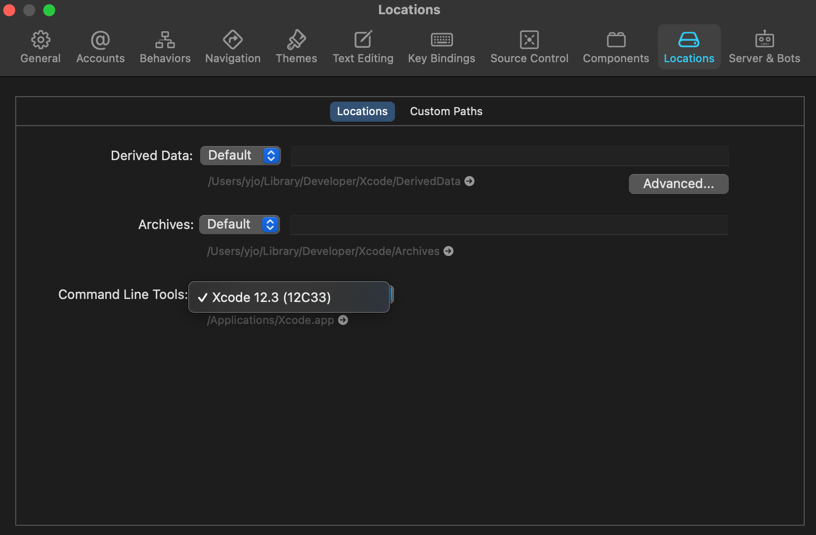 Locations
General Accounts Behaviors Navigation Themes Text Editing Key Bindings Source Control Components Locations Server & Bots
Locations Custom Paths
Derived Data: Default
/Users/yjo/Library/Developer/Xcode/DerivedData
Advanced...
Archives: Default
/Users/yjo/Library/Developer/Xcode/Archives
Command Line Tools: ✓ Xcode 12.3 (12C33)
/Applications/Xcode.app